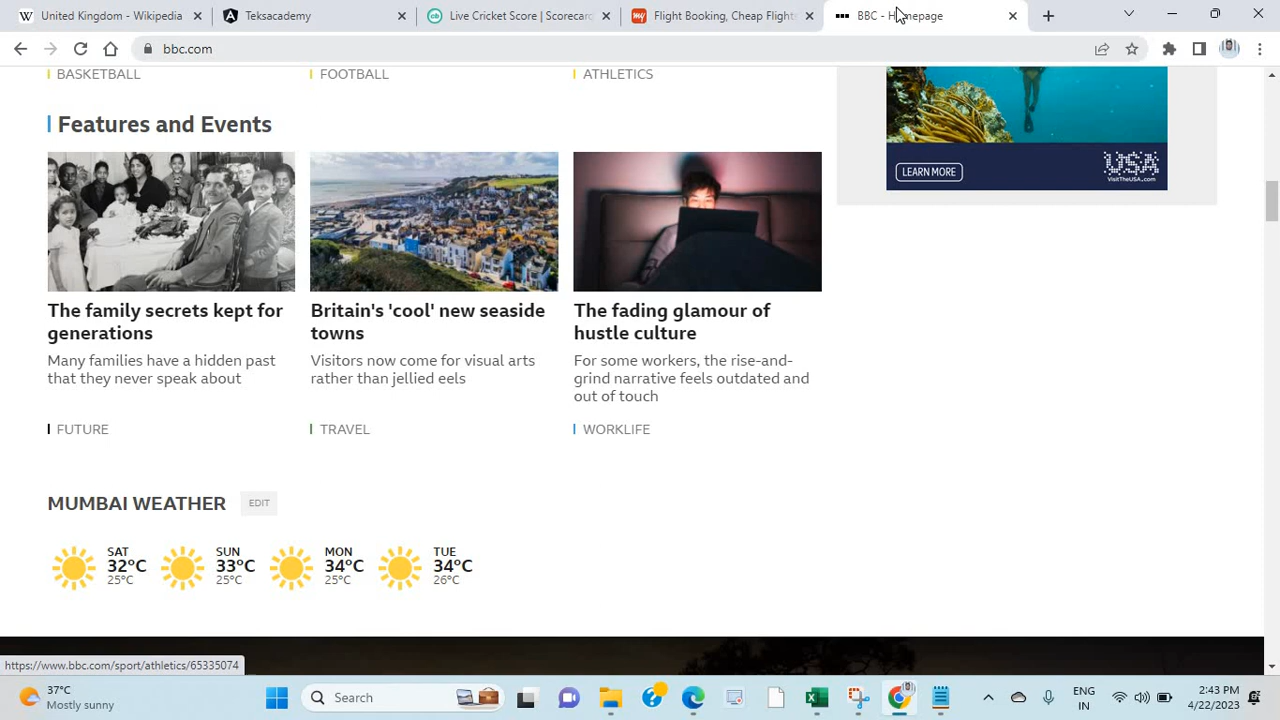 United Kingdom - Wikipedia
Teksacademy
Live Cricket Score | Scorecard
Flight Booking, Cheap Flights
BBC - Homepage
bbc.com
BASKETBALL
FOOTBALL
ATHLETICS
LEARN MORE
USA
VisitTheUSA.com
Features and Events
The family secrets kept for
generations
Many families have a hidden past
that they never speak about
FUTURE
Britain's 'cool' new seaside
towns
Visitors now come for visual arts
rather than jellied eels
TRAVEL
The fading glamour of
hustle culture
For some workers, the rise-and-
grind narrative feels outdated and
out of touch
WORKLIFE
MUMBAI WEATHER
EDIT
SAT
32°C
25°C
SUN
33°C
25°C
MON
34°C
25°C
TUE
34°C
26°C
https://www.bbc.com/sport/athletics/65335074
37°C
Mostly sunny
Search
ENG
IN
2:43 PM
4/22/2023